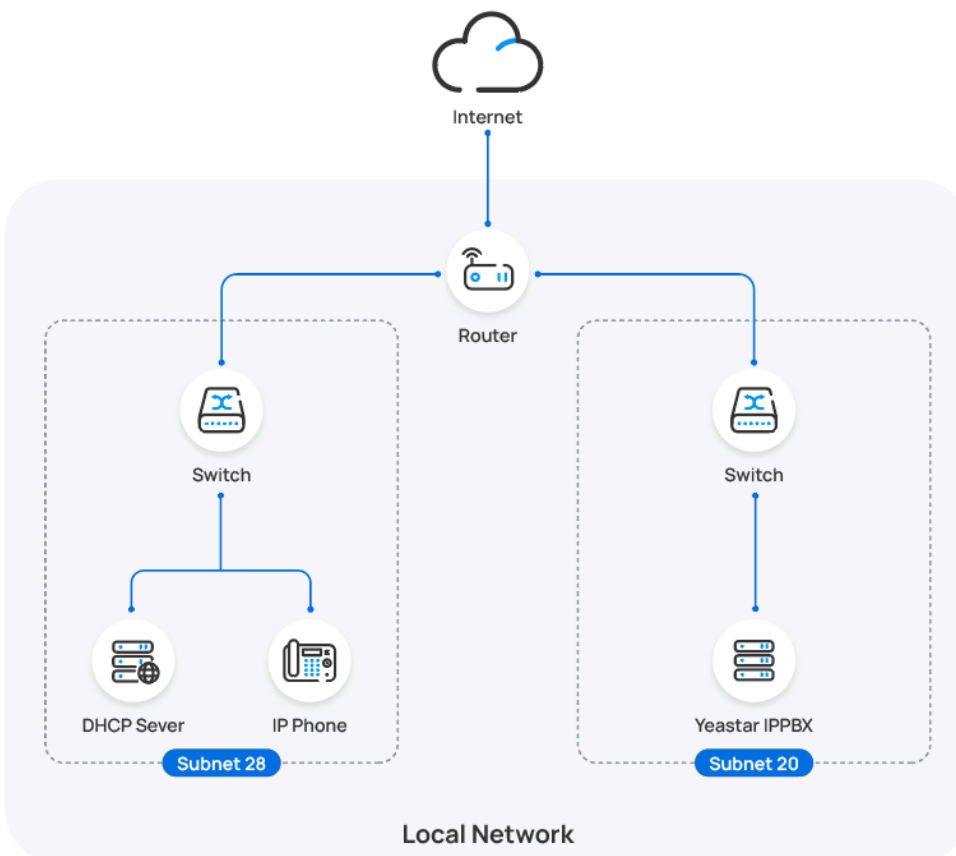 Internet
Router
Switch
Switch
DHCP Sever
IP Phone
Yeastar IPPBX
Subnet 28
Subnet 20
Local Network